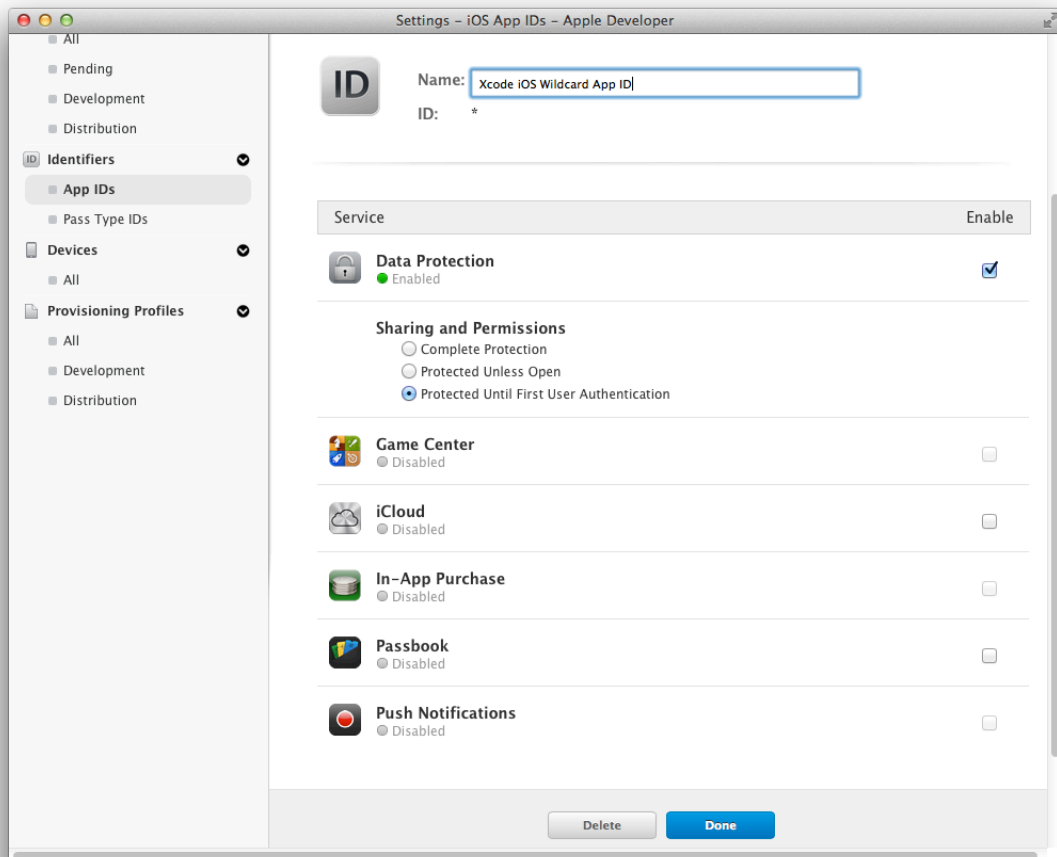 Settings – iOS App IDs – Apple Developer
All
Pending
Development
Distribution
ID Identifiers
App IDs
Pass Type IDs
Devices
All
Provisioning Profiles
All
Development
Distribution
ID
Name: Xcode iOS Wildcard App ID
ID: *
Service Enable
Data Protection
Enabled
Sharing and Permissions
Complete Protection
Protected Unless Open
Protected Until First User Authentication
Game Center
Disabled
iCloud
Disabled
In-App Purchase
Disabled
Passbook
Disabled
Push Notifications
Disabled
Delete Done